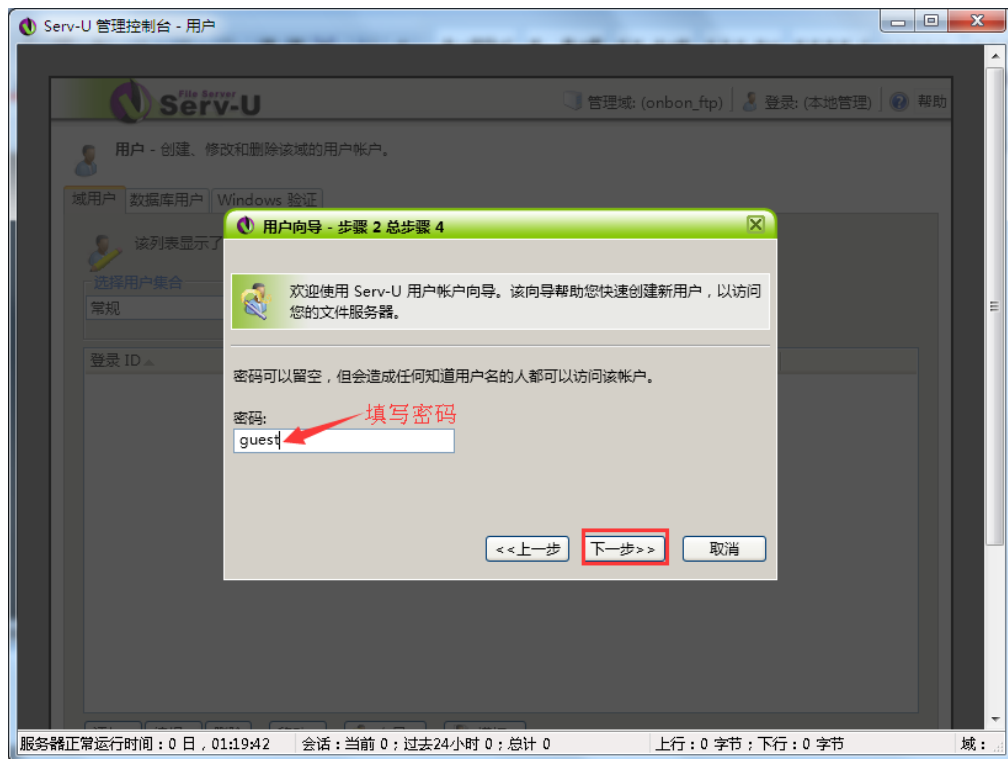 Serv-U 管理控制台 - 用户
File Server
Serv-U
管理域: (onbon_ftp) 登录: (本地管理) 帮助
用户 - 创建、修改和删除该域的用户帐户。
域用户 数据库用户 Windows 验证
用户向导 - 步骤 2 总步骤 4
该列表显示了
选择用户集合
常规
欢迎使用 Serv-U 用户帐户向导。该向导帮助您快速创建新用户，以访问
您的文件服务器。
登录 ID
密码可以留空，但会造成任何知道用户名的人都可以访问该帐户。
密码:
填写密码
guest
<<上一步 下一步>> 取消
服务器正常运行时间：0 日，01:19:42 会话：当前 0；过去24小时 0；总计 0 上行：0 字节；下行：0 字节 域：